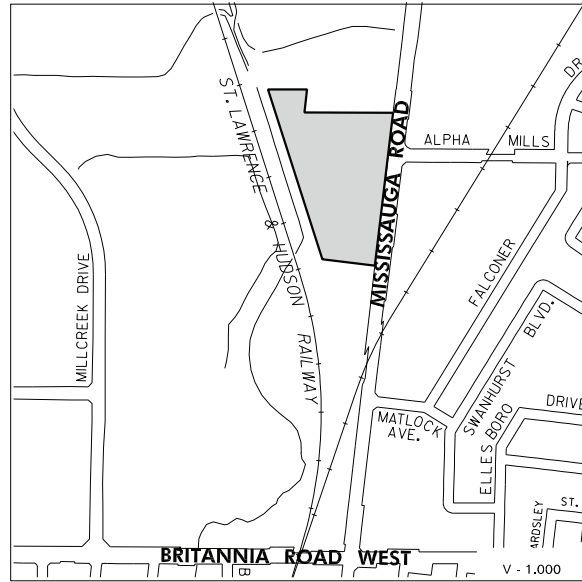 DR
ST. LAWRENCE & HUDSON RAILWAY
MISSISSAUGA ROAD
ALPHA MILLS
FALCONER
MILLCREEK DRIVE
SWANHURST BLVD.
MATLOCK
AVE.
ELLESBORO DRIVE
ARDSLEY
ST.
BRITANNIA ROAD WEST
B
V - 1.000